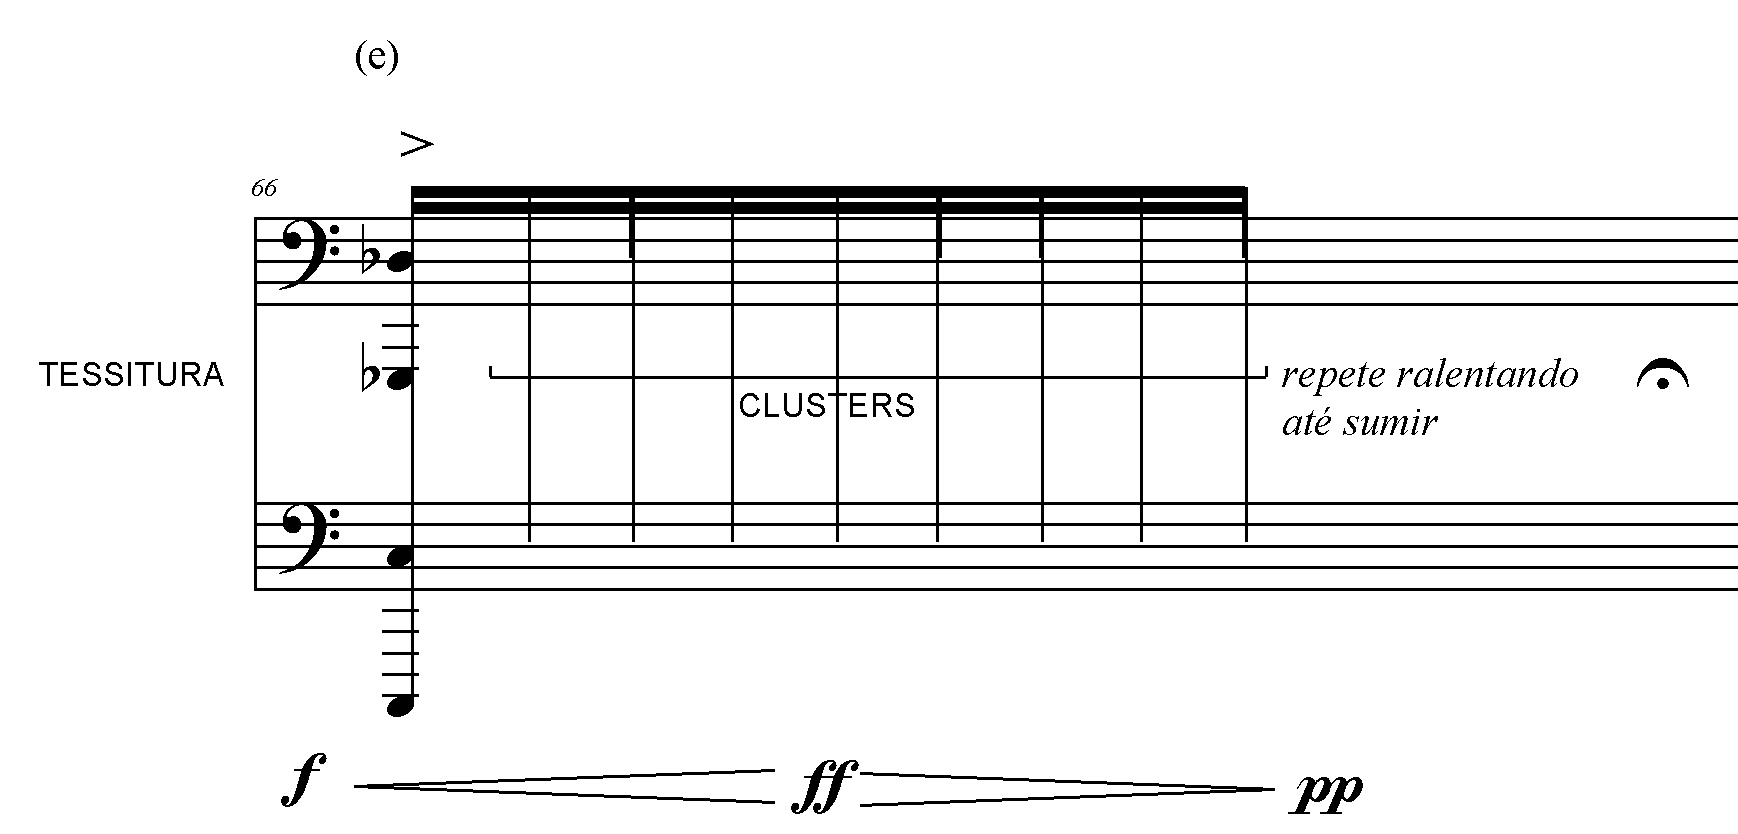 (e)
66
TESSITURA
CLUSTERS
repete ralentando
até sumir
f
ff
pp